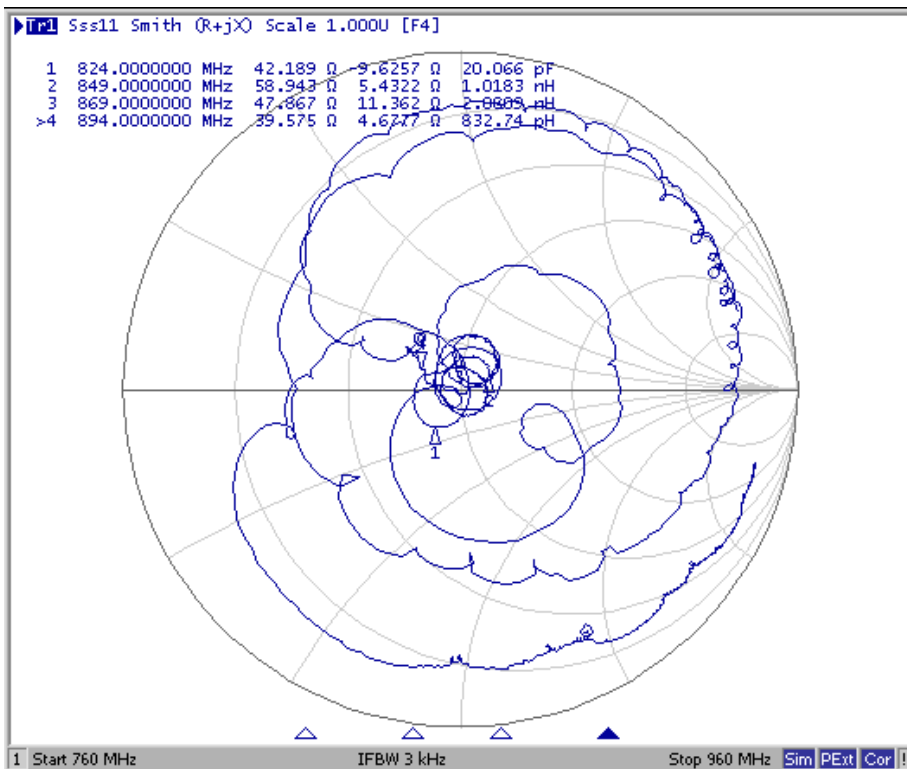 Tr1 Sss11 Smith (R+jX) Scale 1.000U [F4]
1 824.0000000 MHz 42.189 Ω -9.6257 Ω 20.066 pF
2 849.0000000 MHz 58.943 Ω 5.4322 Ω 1.0183 nH
3 869.0000000 MHz 47.867 Ω 11.362 Ω 2.0809 nH
>4 894.0000000 MHz 39.575 Ω 4.6777 Ω 832.74 pH
1
1 Start 760 MHz IFBW 3 kHz Stop 960 MHz Sim PExt Cor !